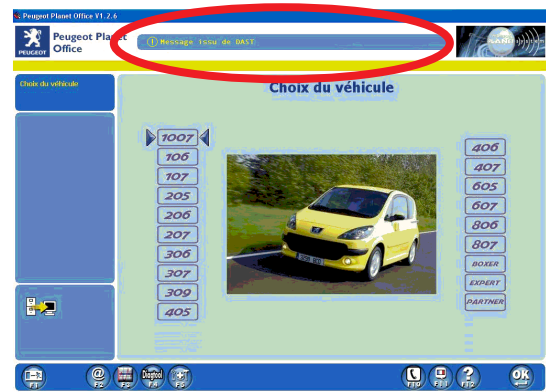 Peugeot Planet Office V1.2.6
PEUGEOT
Peugeot Planet
Office
Message issu de DAST:
Choix du véhicule
Choix du véhicule
1007
106
107
205
206
207
306
307
309
405
406
407
605
607
806
807
BOXER
EXPERT
PARTNER
F1
@
F2
F3
Diagtool
F4
F5
F10
F11
?
F12
OK